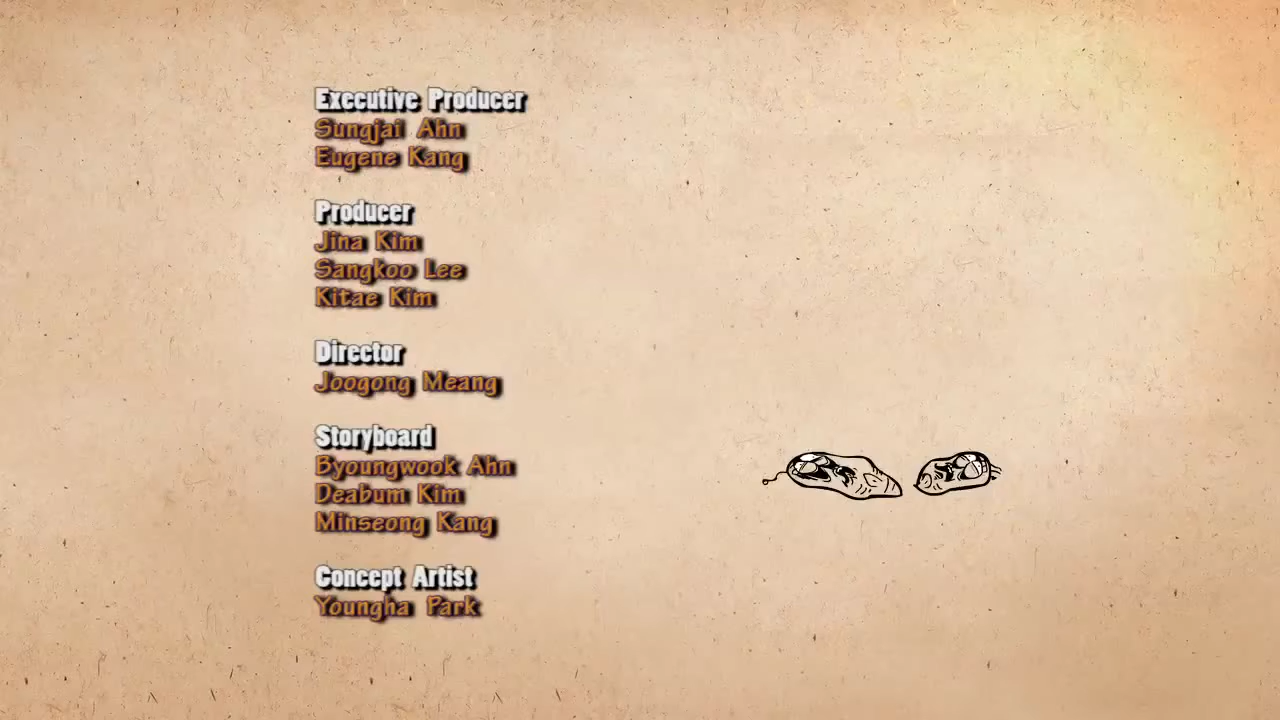 Executive Producer
Sungjai Ahn
Eugene Kang
Producer
Jina Kim
Sangkoo Lee
Kitae Kim
Director
Joogong Meang
Storyboard
Byoungwook Ahn
Deabum Kim
Minseong Kang
Concept Artist
Youngha Park